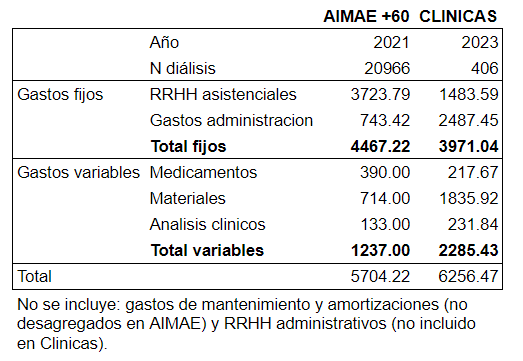 AIMAE +60 CLINICAS
Año 2021 2023
N diálisis 20966 406
Gastos fijos RRHH asistenciales 3723.79 1483.59
Gastos administracion 743.42 2487.45
Total fijos 4467.22 3971.04
Gastos variables Medicamentos 390.00 217.67
Materiales 714.00 1835.92
Analisis clinicos 133.00 231.84
Total variables 1237.00 2285.43
Total 5704.22 6256.47
No se incluye: gastos de mantenimiento y amortizaciones (no
desagregados en AIMAE) y RRHH administrativos (no incluido
en Clinicas).